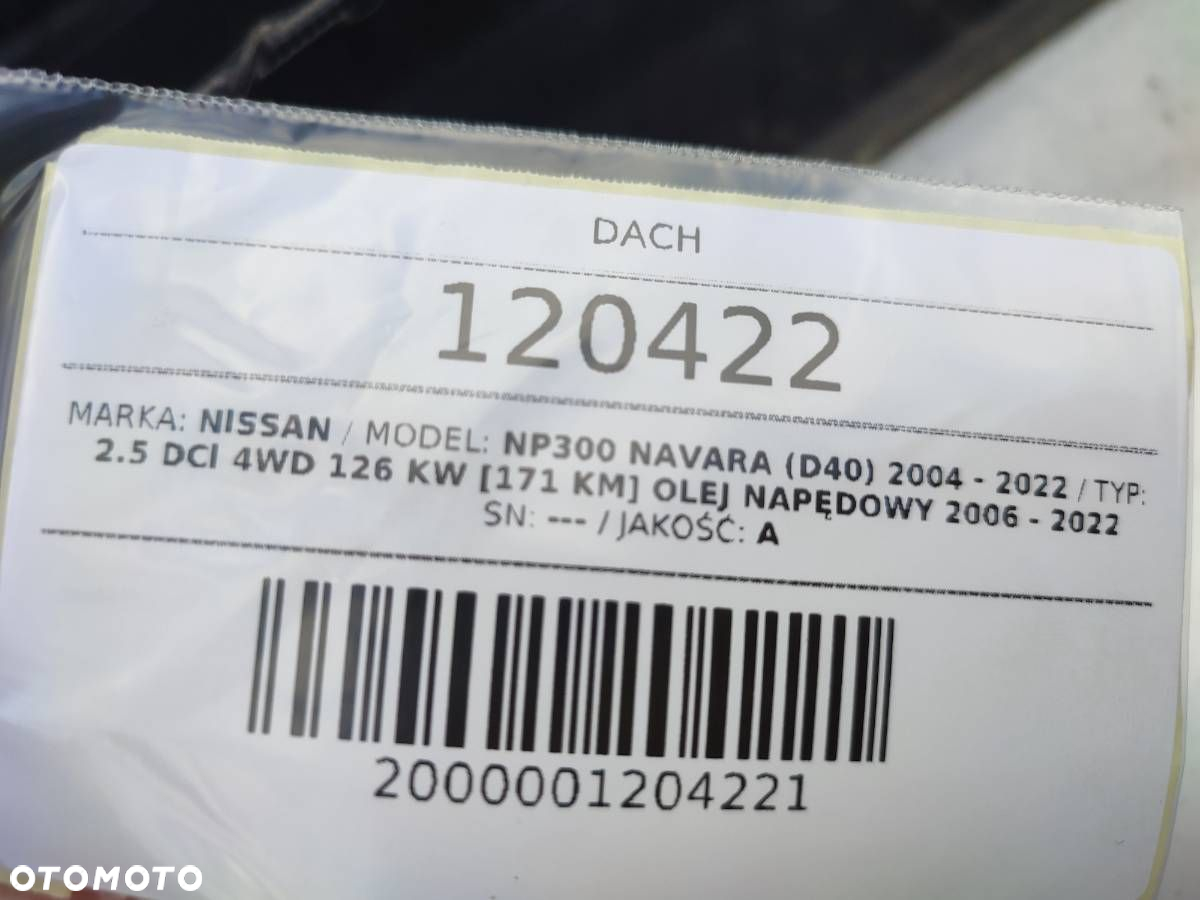 DACH
120422
MARKA: NISSAN / MODEL: NP300 NAVARA (D40) 2004 - 2022 / TYP:
2.5 DCI 4WD 126 KW [171 KM] OLEJ NAPĘDOWY 2006 - 2022
SN: --- / JAKOŚĆ: A
2000001204221
OTOMOTO